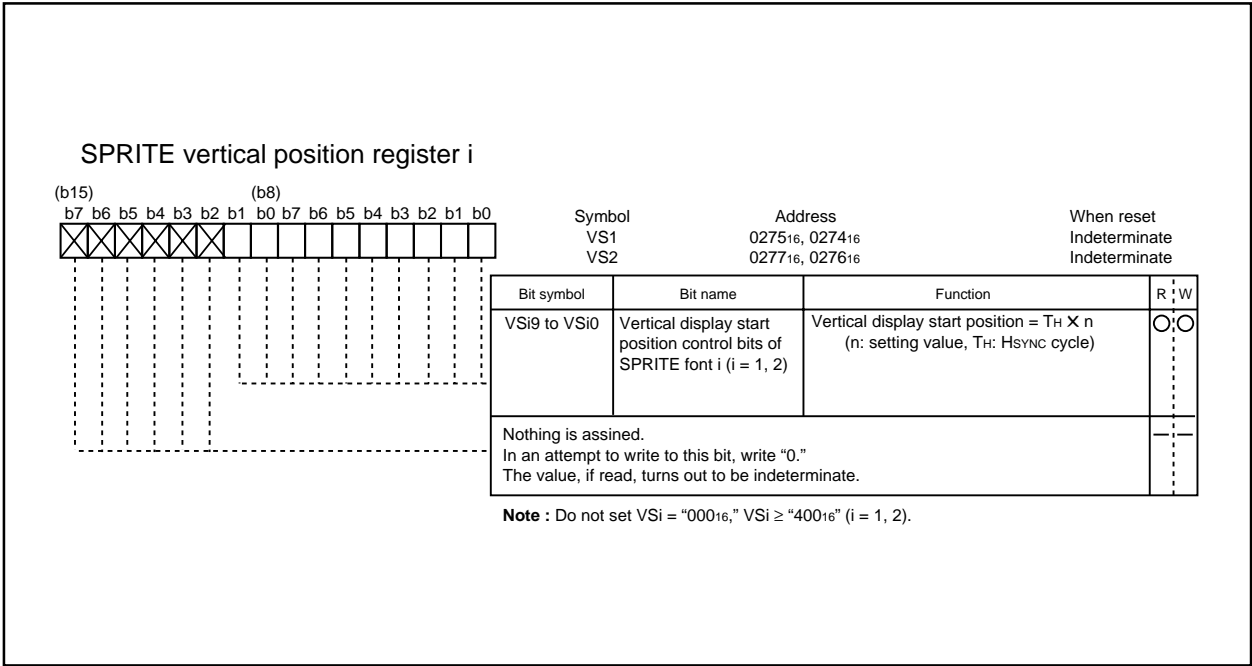 SPRITE vertical position register i
(b15) (b8)
b7 b6 b5 b4 b3 b2 b1 b0 b7 b6 b5 b4 b3 b2 b1 b0
Symbol Address When reset
VS1 027516, 027416 Indeterminate
VS2 027716, 027616 Indeterminate
Bit symbol Bit name Function R W
VSi9 to VSi0 Vertical display start position control bits of SPRITE font i (i = 1, 2)
Vertical display start position = TH X n
(n: setting value, TH: HSYNC cycle)
Nothing is assined.
In an attempt to write to this bit, write “0.”
The value, if read, turns out to be indeterminate.
Note : Do not set VSi = “00016,” VSi ≥ “40016” (i = 1, 2).